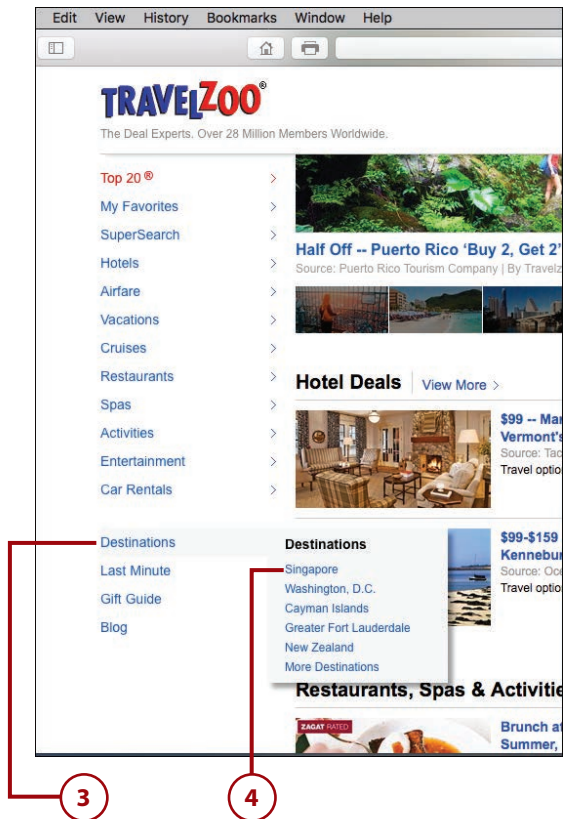 Edit View History Bookmarks Window Help
TRAVELZOO®
The Deal Experts. Over 28 Million Members Worldwide.
Top 20 ®
My Favorites
SuperSearch
Hotels
Airfare
Vacations
Cruises
Restaurants
Spas
Activities
Entertainment
Car Rentals
Destinations
Last Minute
Gift Guide
Blog
Destinations
Singapore
Washington, D.C.
Cayman Islands
Greater Fort Lauderdale
New Zealand
More Destinations
Half Off -- Puerto Rico ‘Buy 2, Get 2’
Source: Puerto Rico Tourism Company | By Travelz
Hotel Deals View More >
$99 -- Mar
Vermont's
Source: Tac
Travel optio
$99-$159
Kennebun
Source: Oce
Travel optio
Restaurants, Spas & Activitie
ZAGAT RATED
Brunch at
Summer,
3
4